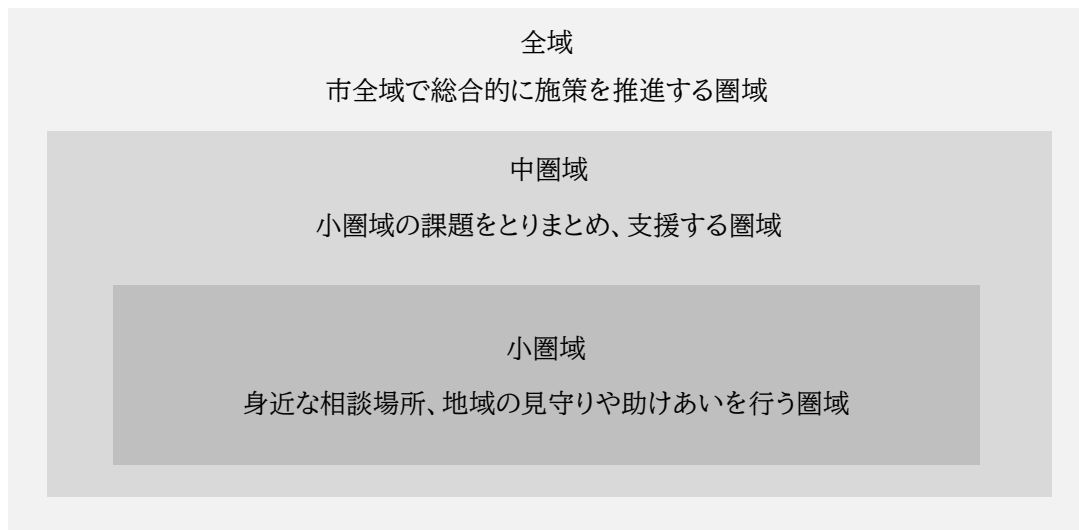 全域
市全域で総合的に施策を推進する圏域
中圏域
小圏域の課題をとりまとめ、支援する圏域
小圏域
身近な相談場所、地域の見守りや助けあいを行う圏域